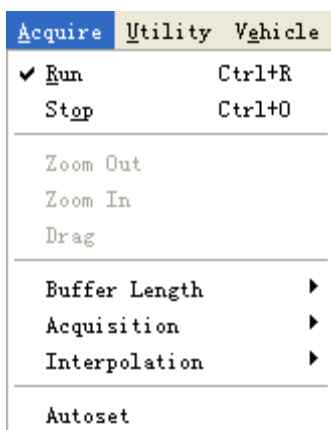 Acquire Utility Vehicle
Run Ctrl+R
Stop Ctrl+O
Zoom Out
Zoom In
Drag
Buffer Length
Acquisition
Interpolation
Autoset